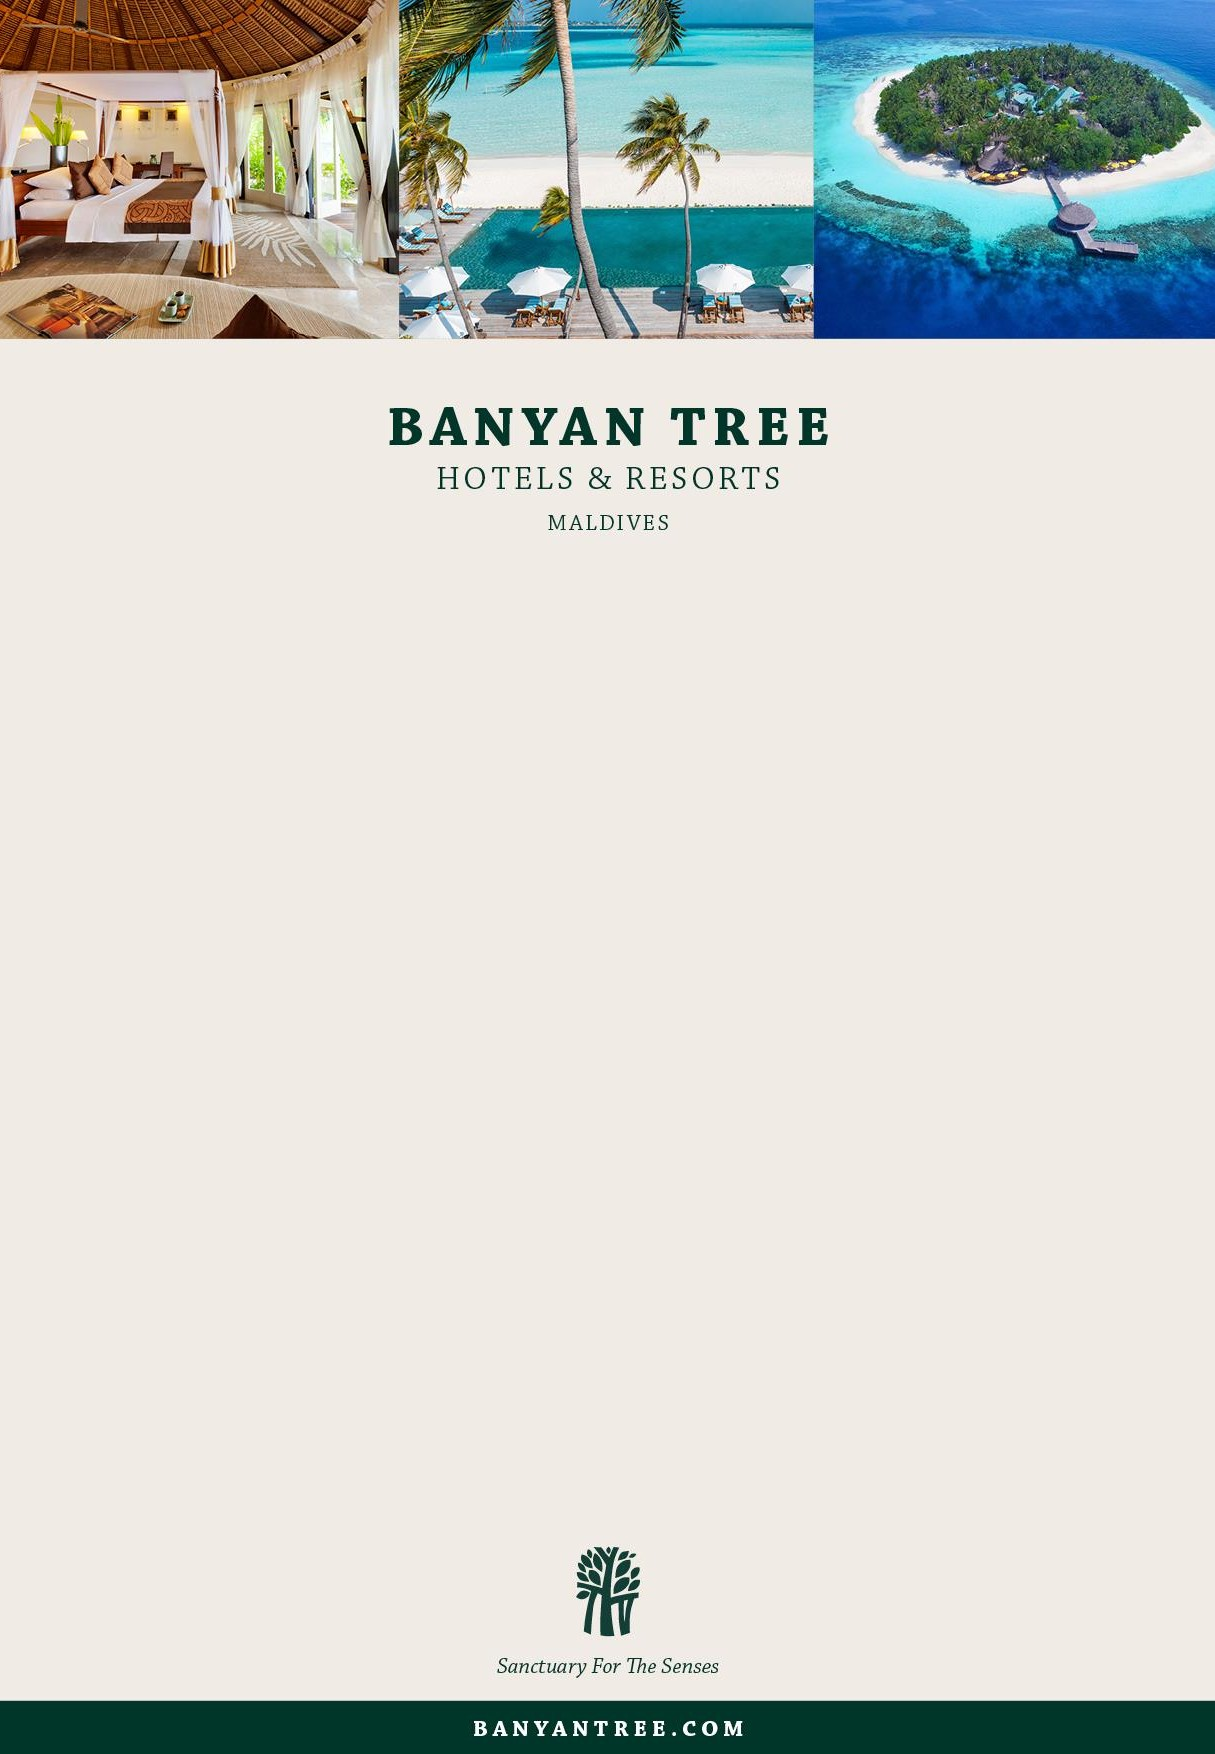 BANYAN TREE
HOTELS & RESORTS
MALDIVES
Sanctuary For The Senses
BANYANTREE.COM